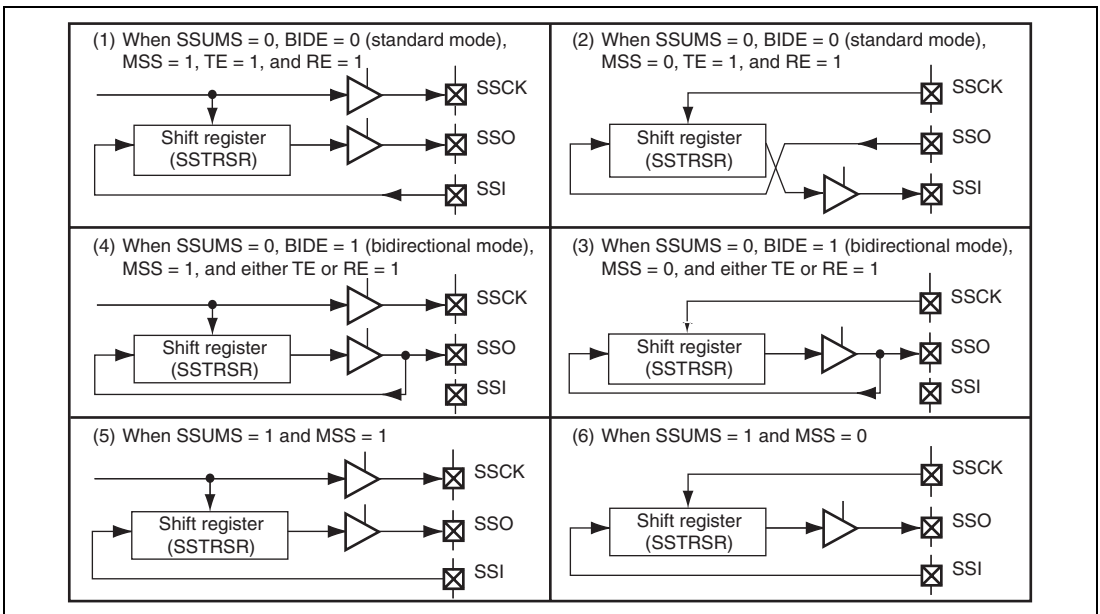 (1) When SSUMS = 0, BIDE = 0 (standard mode),
MSS = 1, TE = 1, and RE = 1
SSCK
Shift register
(SSTRSR)
SSO
SSI
(2) When SSUMS = 0, BIDE = 0 (standard mode),
MSS = 0, TE = 1, and RE = 1
SSCK
Shift register
(SSTRSR)
SSO
SSI
(4) When SSUMS = 0, BIDE = 1 (bidirectional mode),
MSS = 1, and either TE or RE = 1
SSCK
Shift register
(SSTRSR)
SSO
SSI
(3) When SSUMS = 0, BIDE = 1 (bidirectional mode),
MSS = 0, and either TE or RE = 1
SSCK
Shift register
(SSTRSR)
SSO
SSI
(5) When SSUMS = 1 and MSS = 1
SSCK
Shift register
(SSTRSR)
SSO
SSI
(6) When SSUMS = 1 and MSS = 0
SSCK
Shift register
(SSTRSR)
SSO
SSI